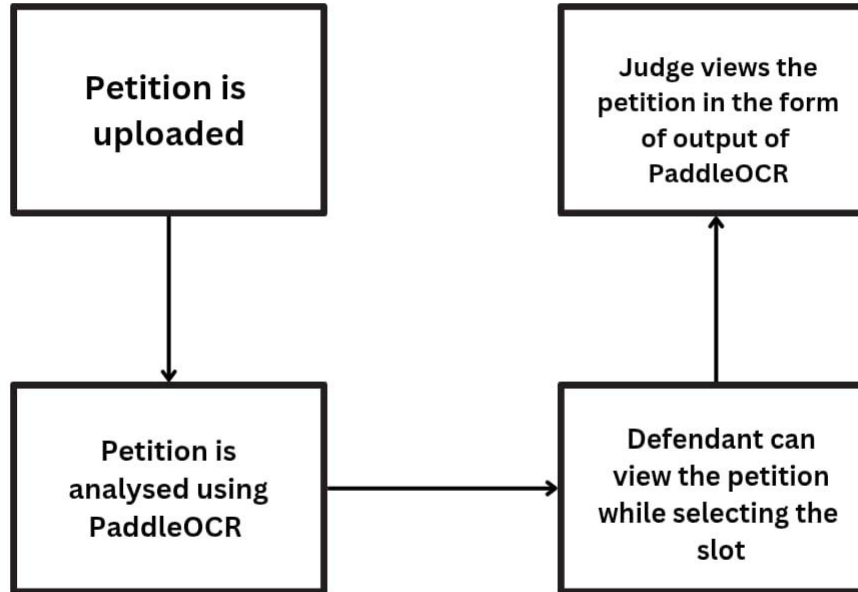 Petition is
uploaded
Petition is
analysed using
PaddleOCR
Defendant can
view the petition
while selecting the
slot
Judge views the
petition in the form
of output of
PaddleOCR